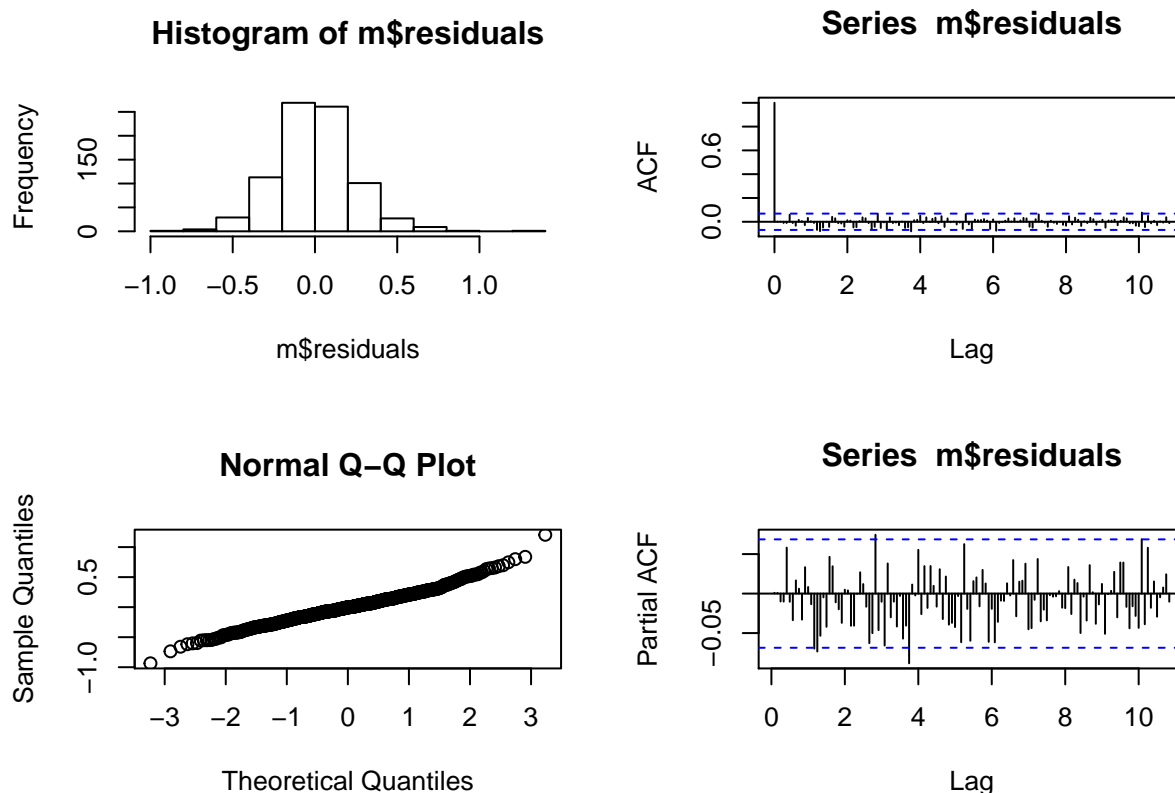 Histogram of m$residuals
Frequency
0
150
−1.0 −0.5 0.0 0.5 1.0
m$residuals
Series m$residuals
ACF
0.0
0.6
0 2 4 6 8 10
Lag
Normal Q−Q Plot
Sample Quantiles
−1.0
0.5
−3 −2 −1 0 1 2 3
Theoretical Quantiles
Series m$residuals
Partial ACF
−0.05
0 2 4 6 8 10
Lag